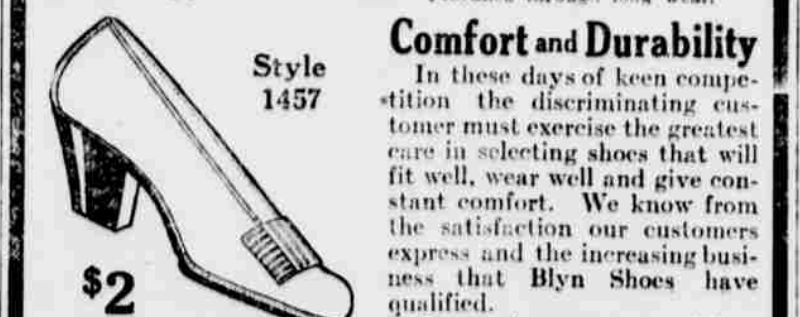 Style
1457
$2
Comfort and Durability
In these days of keen compe-
tition the discriminating cus-
tomer must exercise the greatest
care in selecting shoes that will
fit well, wear well and give con-
stant comfort. We know from
the satisfaction our customers
express and the increasing busi-
ness that Blyn Shoes have
qualified.